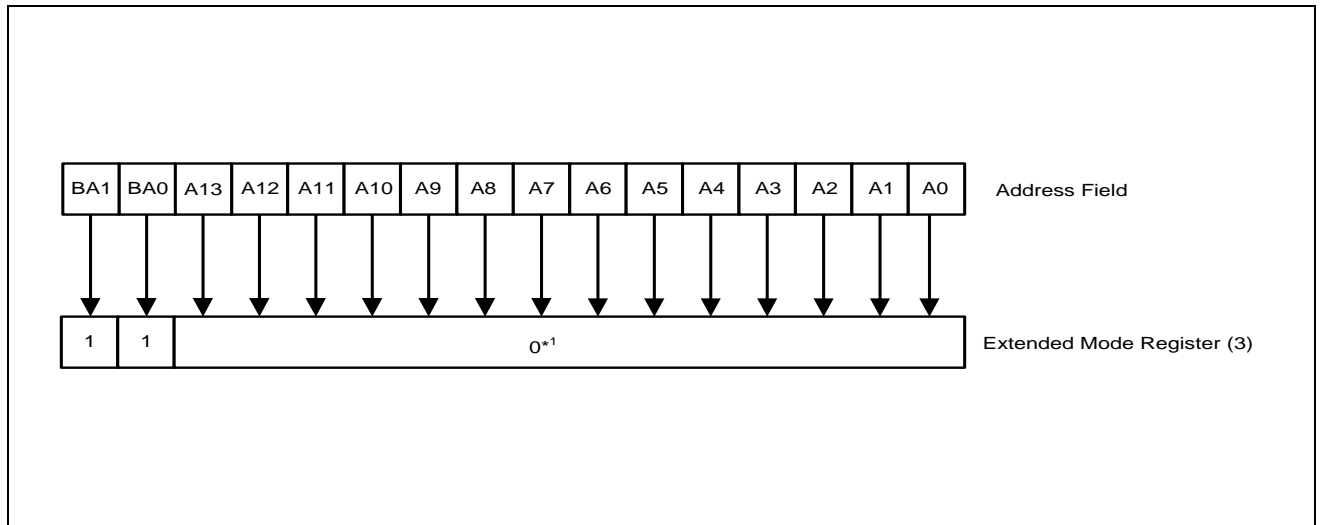 BA1 BA0 A13 A12 A11 A10 A9 A8 A7 A6 A5 A4 A3 A2 A1 A0 Address Field
1 1 0*1 Extended Mode Register (3)